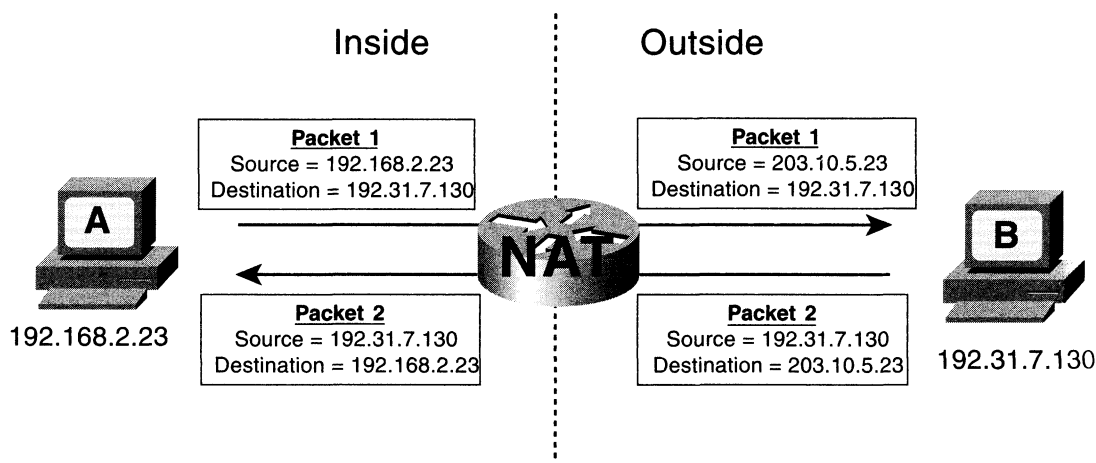 Inside
Outside
Packet 1
Source = 192.168.2.23
Destination = 192.31.7.130
Packet 1
Source = 203.10.5.23
Destination = 192.31.7.130
A
NAT
B
Packet 2
Source = 192.31.7.130
Destination = 192.168.2.23
Packet 2
Source = 192.31.7.130
Destination = 203.10.5.23
192.168.2.23
192.31.7.130